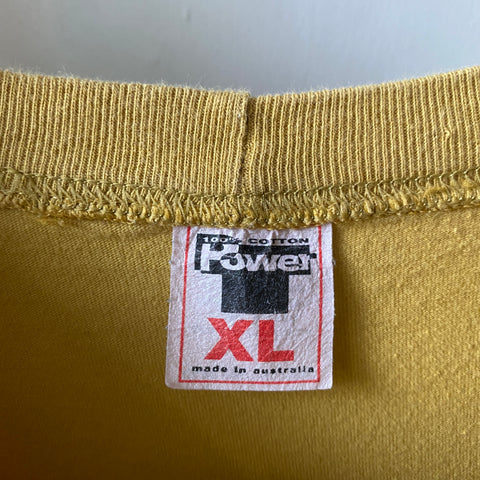 100% COTTON
Power
XL
made in australia